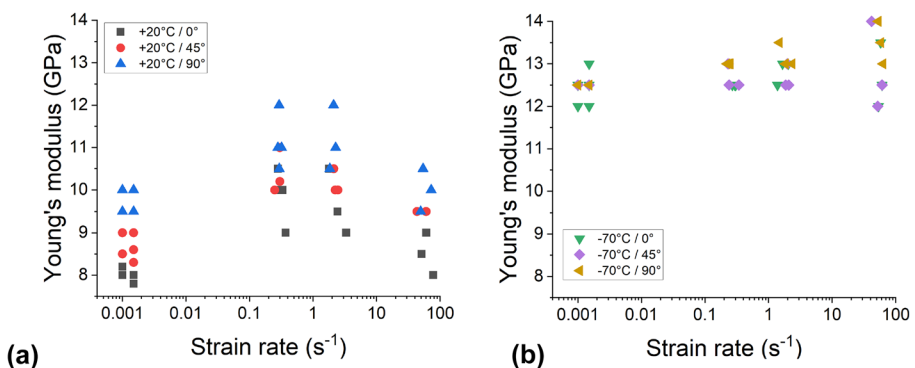 14
13
12
11
10
9
8
Young's modulus (GPa)
+20°C / 0°
+20°C / 45°
+20°C / 90°
0.001
0.01
0.1
1
10
100
Strain rate (s⁻¹)
(a)
14
13
12
11
10
9
8
Young's modulus (GPa)
-70°C / 0°
-70°C / 45°
-70°C / 90°
0.001
0.01
0.1
1
10
100
Strain rate (s⁻¹)
(b)